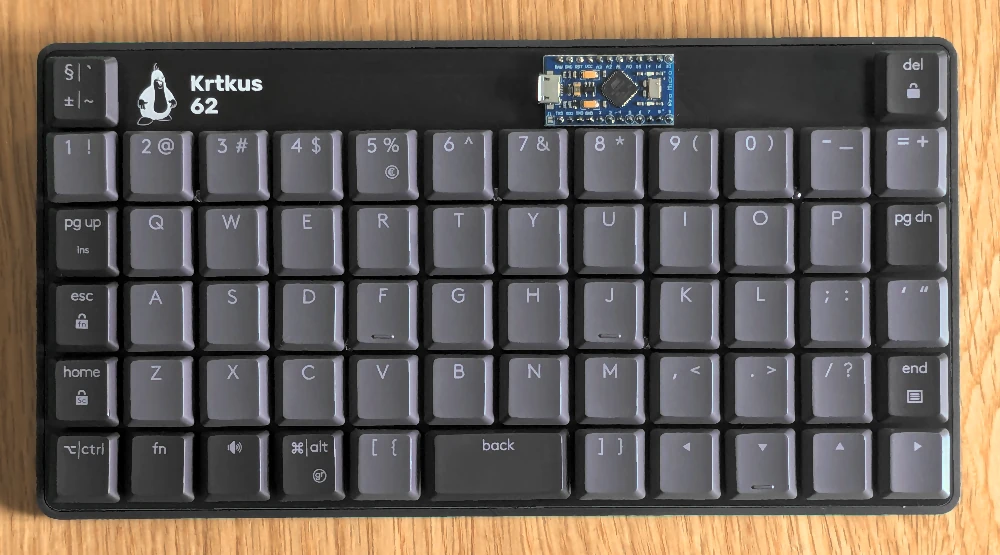 § | `
± | ~
Krtkus
62
del
1 ! 2 @ 3 # 4 $ 5 % 6 ^ 7 & 8 * 9 ( 0 ) - _ = +
€
pg up Q W E R T Y U I O P pg dn
ins
esc A S D F G H J K L ; : ‘ “
fn
home Z X C V B N M , < . > / ? end
sc
⌥|ctrl fn ⌘|alt [ { back ] } ◂ ▾ ▴ ▸
gr